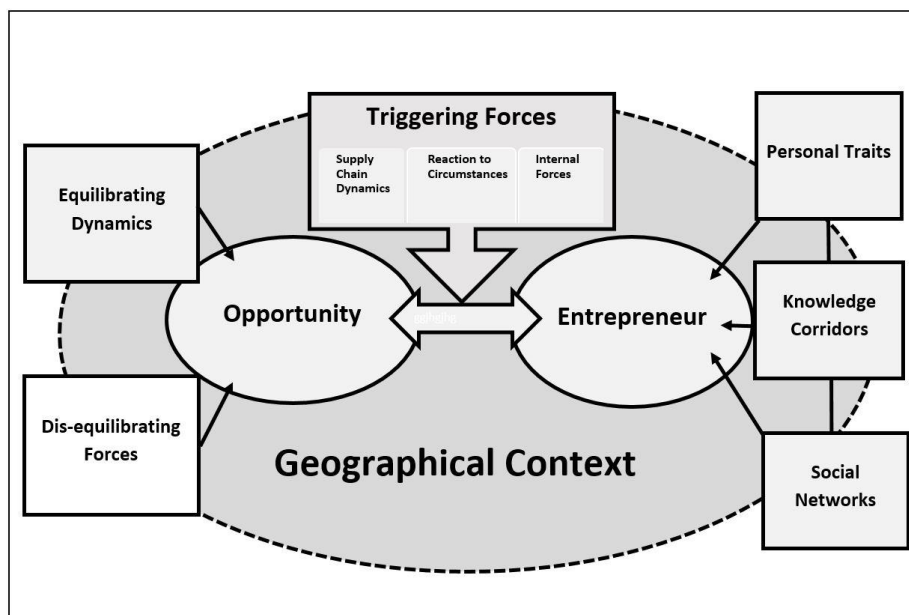 Triggering Forces
Supply
Chain
Dynamics
Reaction to
Circumstances
Internal
Forces
Personal Traits
Equilibrating
Dynamics
Opportunity
Entrepreneur
Knowledge
Corridors
Dis-equilibrating
Forces
Geographical Context
Social
Networks